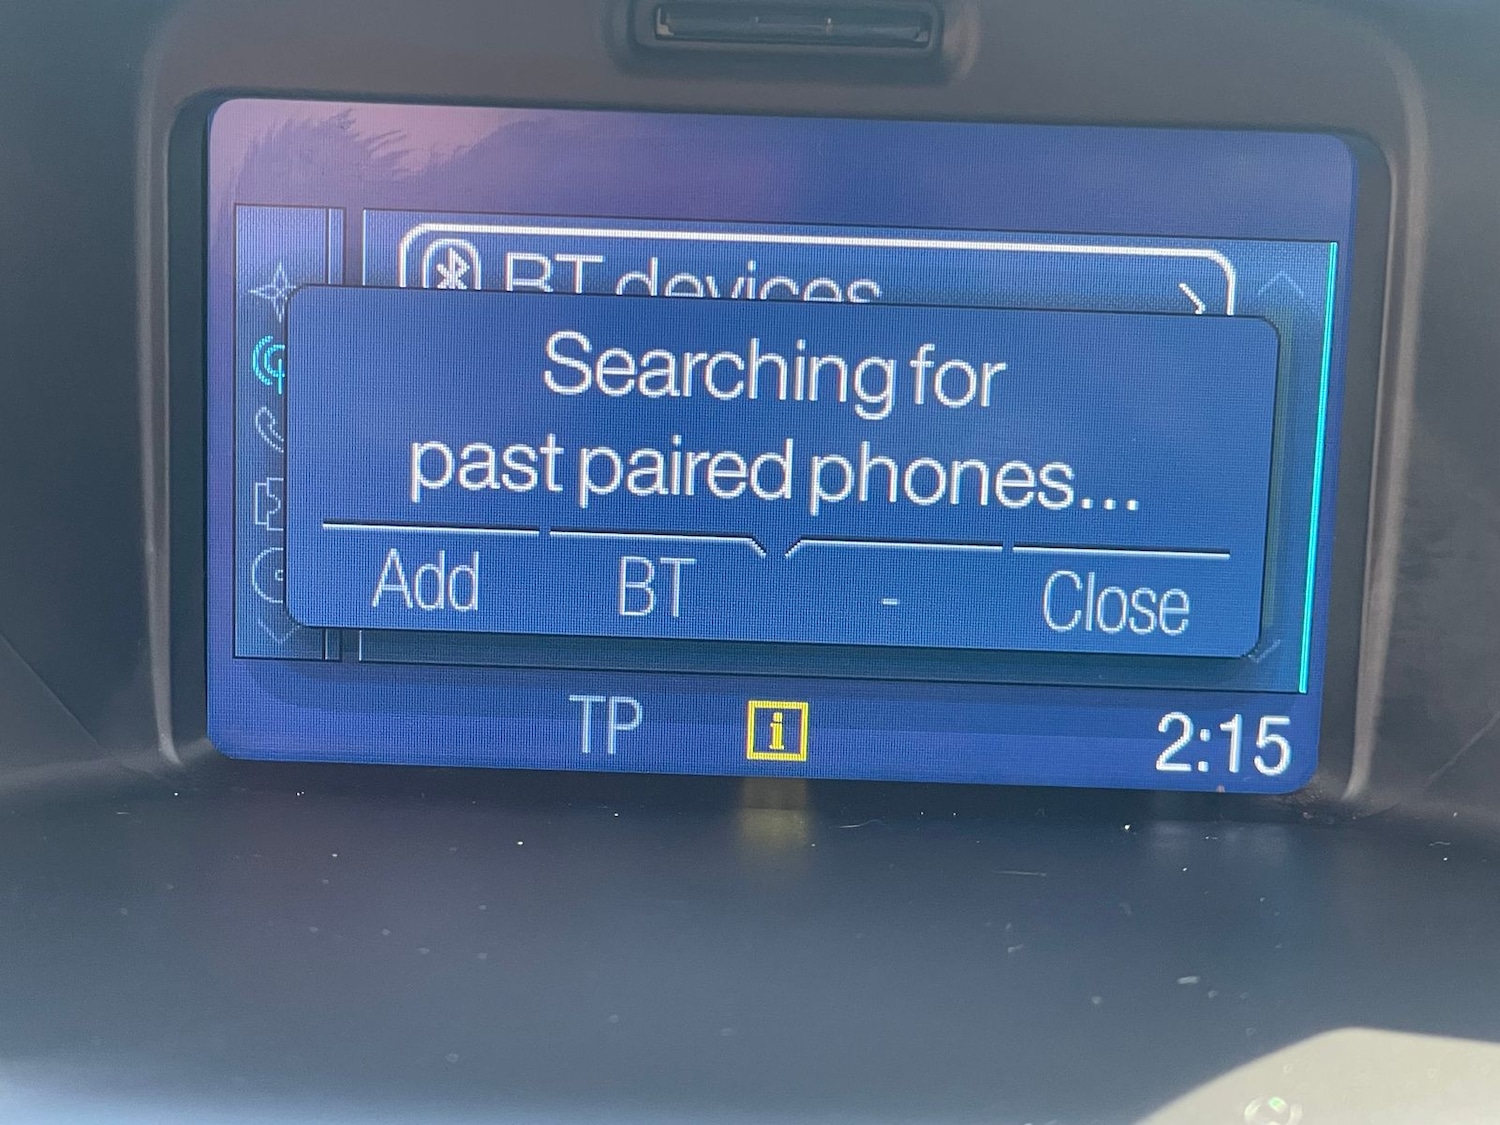 BT devices
Searching for
past paired phones...
Add BT - Close
TP i 2:15